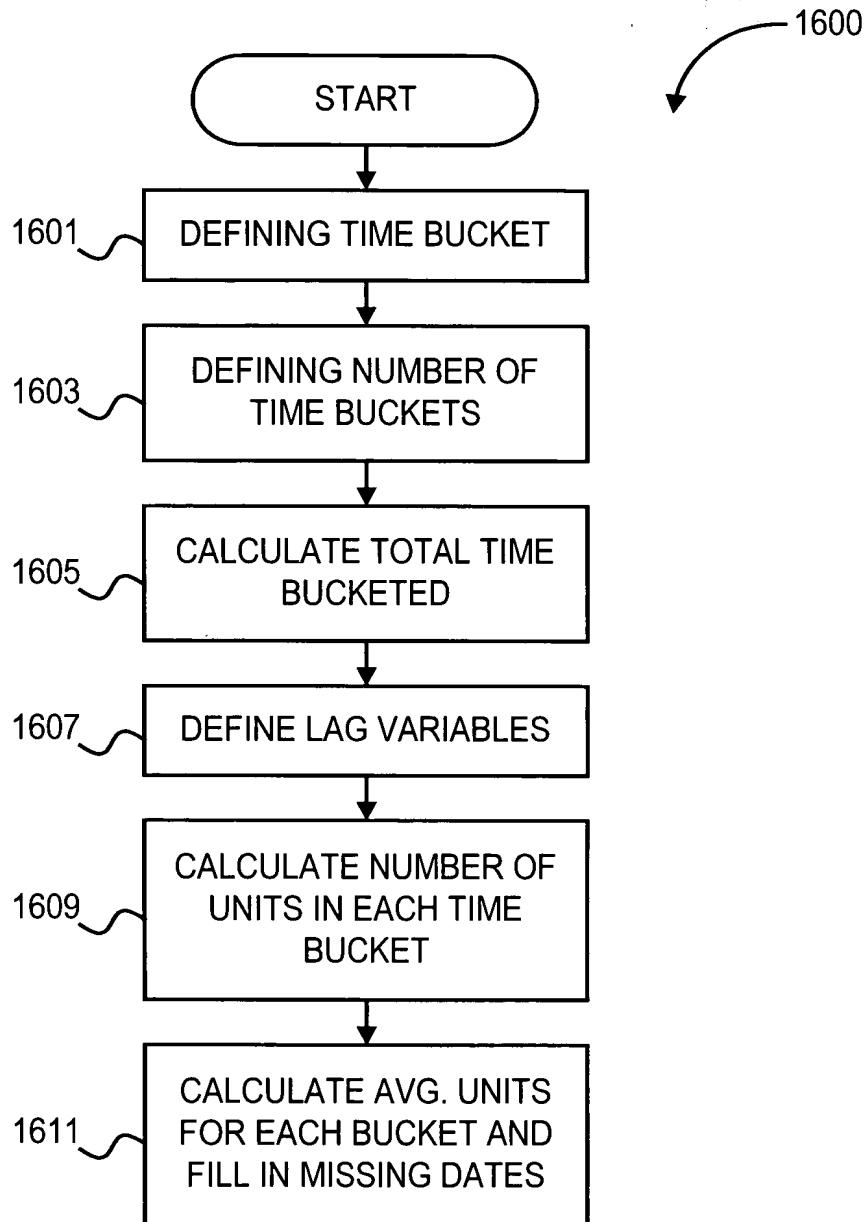 1600
START
1601
DEFINING TIME BUCKET
1603
DEFINING NUMBER OF
TIME BUCKETS
1605
CALCULATE TOTAL TIME
BUCKETED
1607
DEFINE LAG VARIABLES
1609
CALCULATE NUMBER OF
UNITS IN EACH TIME
BUCKET
1611
CALCULATE AVG. UNITS
FOR EACH BUCKET AND
FILL IN MISSING DATES